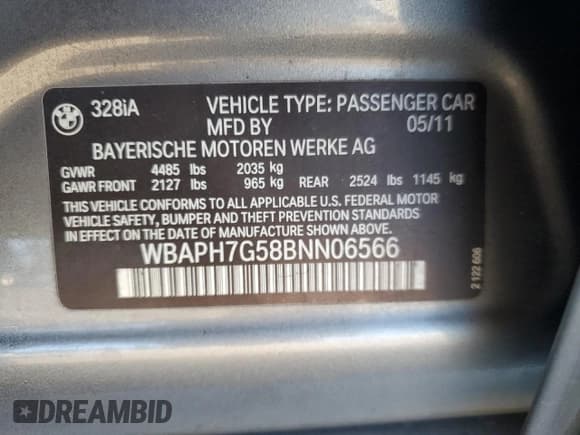 328iA VEHICLE TYPE: PASSENGER CAR
MFD BY 05/11
BAYERISCHE MOTOREN WERKE AG
GVWR 4485 lbs 2035 kg
GAWR FRONT 2127 lbs 965 kg REAR 2524 lbs 1145 kg
THIS VEHICLE CONFORMS TO ALL APPLICABLE U.S. FEDERAL MOTOR
VEHICLE SAFETY, BUMPER AND THEFT PREVENTION STANDARDS IN
EFFECT ON THE DATE OF MANUFACTURE SHOWN ABOVE.
WBAPH7G58BNN06566
2 122 606
DREAMBID